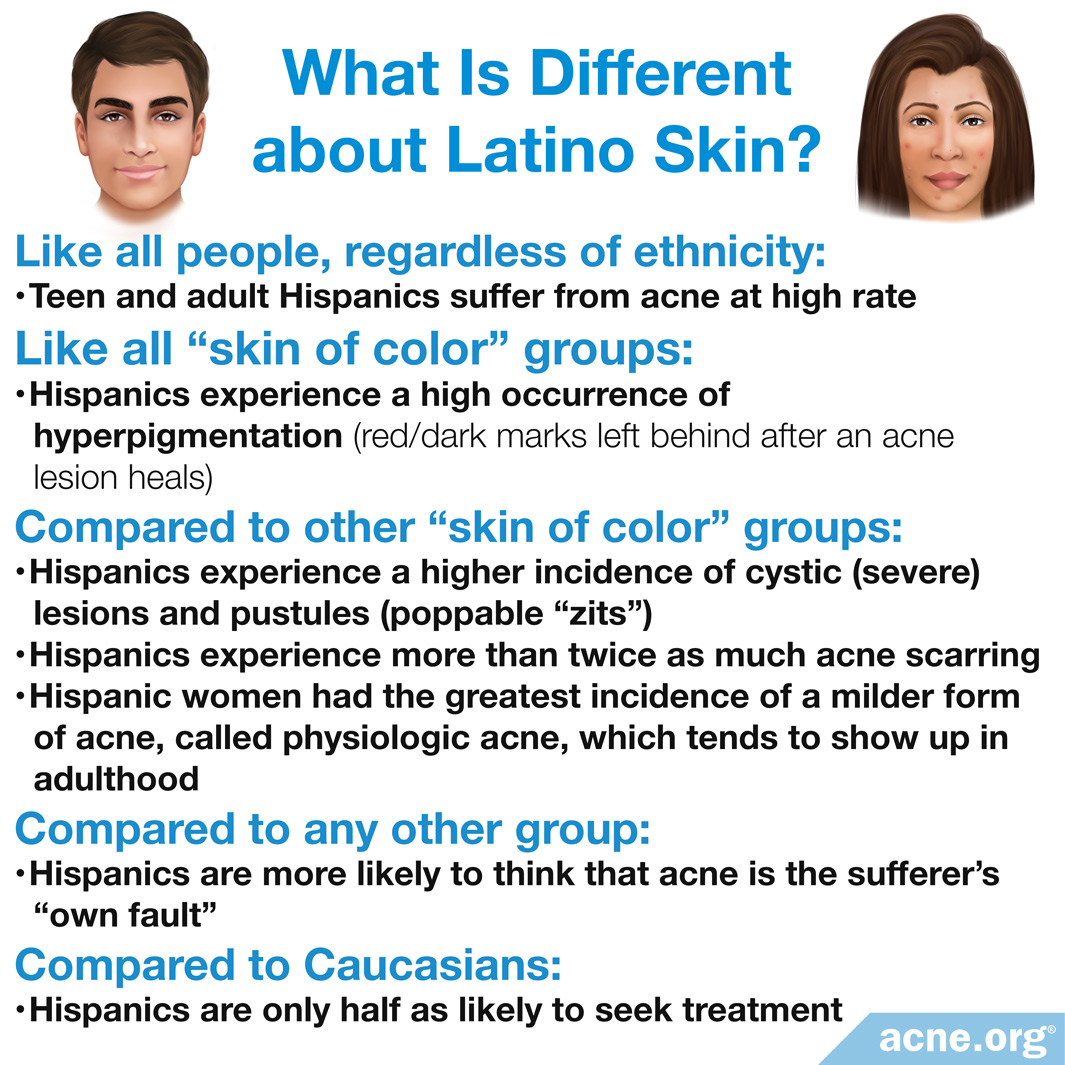 What Is Different
about Latino Skin?
Like all people, regardless of ethnicity:
•Teen and adult Hispanics suffer from acne at high rate
Like all “skin of color” groups:
•Hispanics experience a high occurrence of
hyperpigmentation (red/dark marks left behind after an acne
lesion heals)
Compared to other “skin of color” groups:
•Hispanics experience a higher incidence of cystic (severe)
lesions and pustules (poppable “zits”)
•Hispanics experience more than twice as much acne scarring
•Hispanic women had the greatest incidence of a milder form
of acne, called physiologic acne, which tends to show up in
adulthood
Compared to any other group:
•Hispanics are more likely to think that acne is the sufferer’s
“own fault”
Compared to Caucasians:
•Hispanics are only half as likely to seek treatment
acne.org®